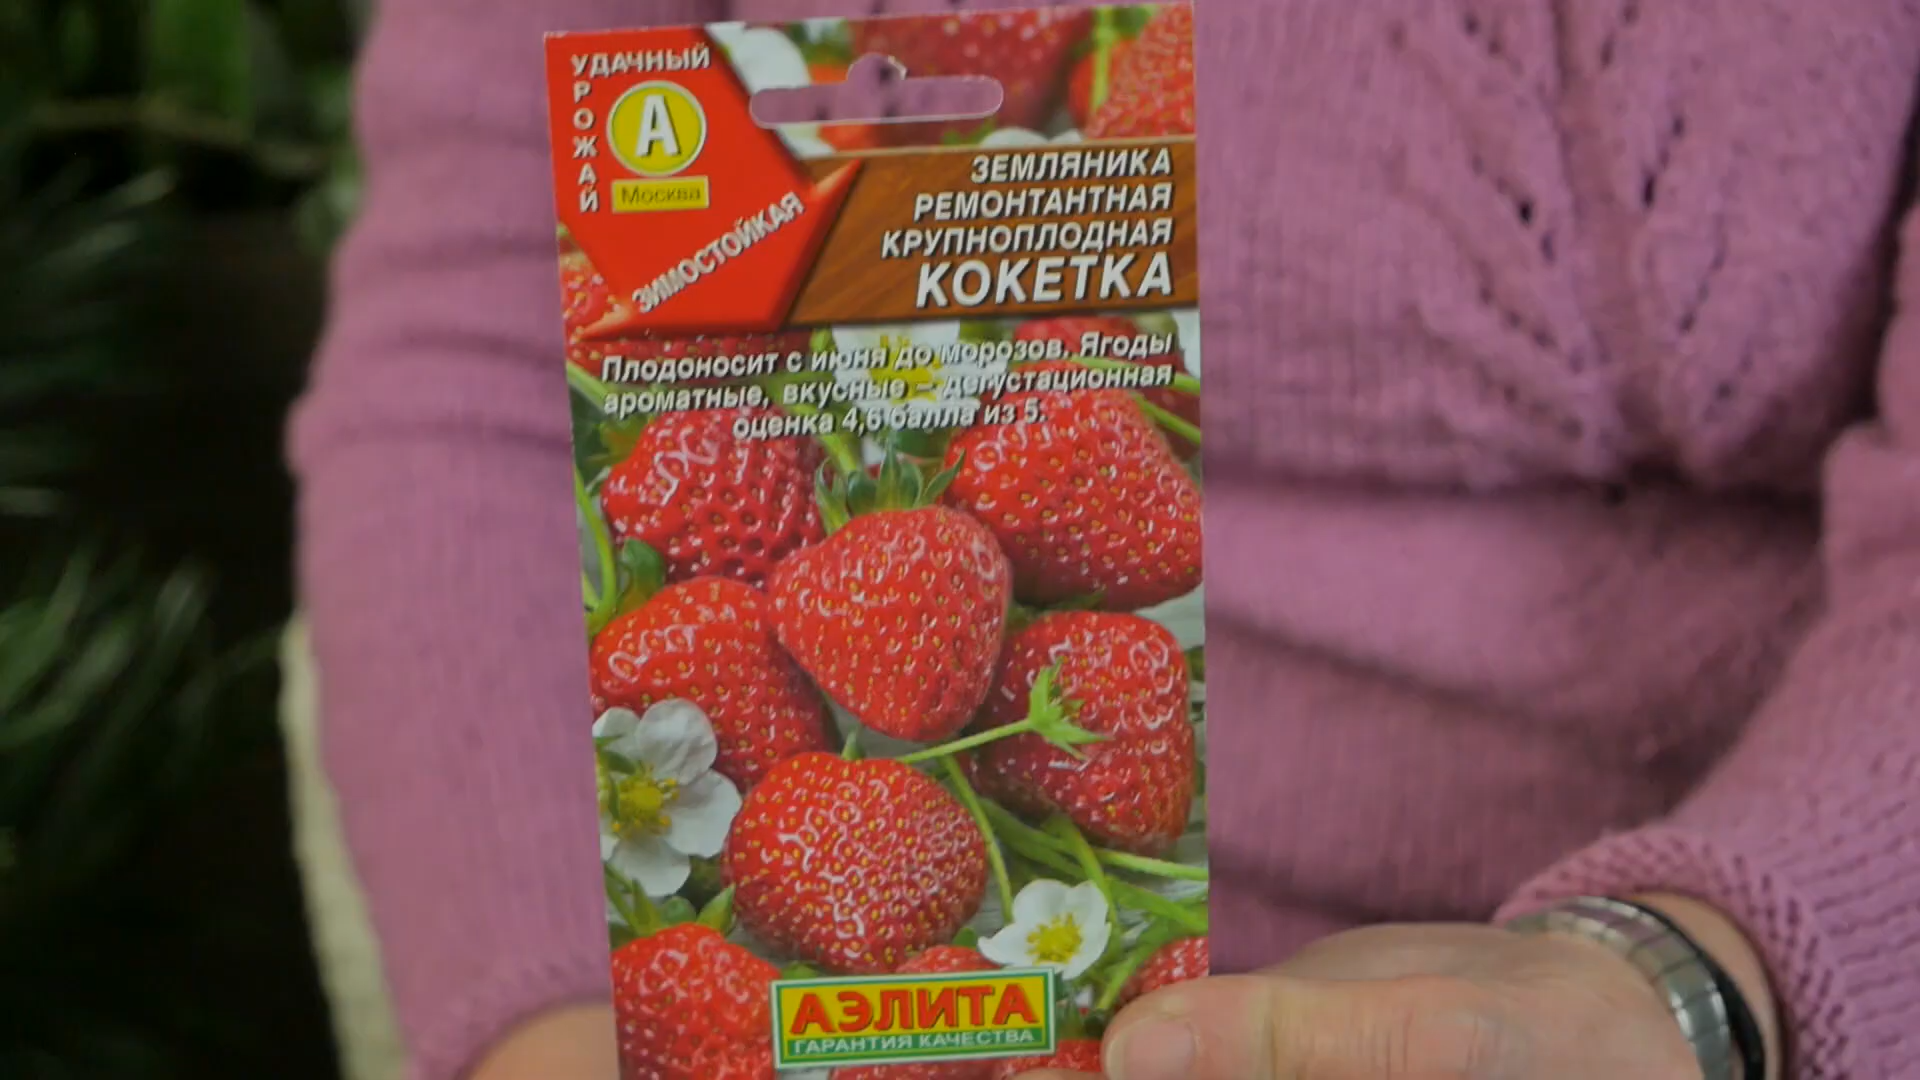 УДАЧНЫЙ
УРОЖАЙ
А
Москва
ЗИМОСТОЙКАЯ
ЗЕМЛЯНИКА
РЕМОНТАНТНАЯ
КРУПНОПЛОДНАЯ
КОКЕТКА
Плодоносит с июня до морозов. Ягоды
ароматные, вкусные – дегустационная
оценка 4,6 балла из 5.
АЭЛИТА
ГАРАНТИЯ КАЧЕСТВА